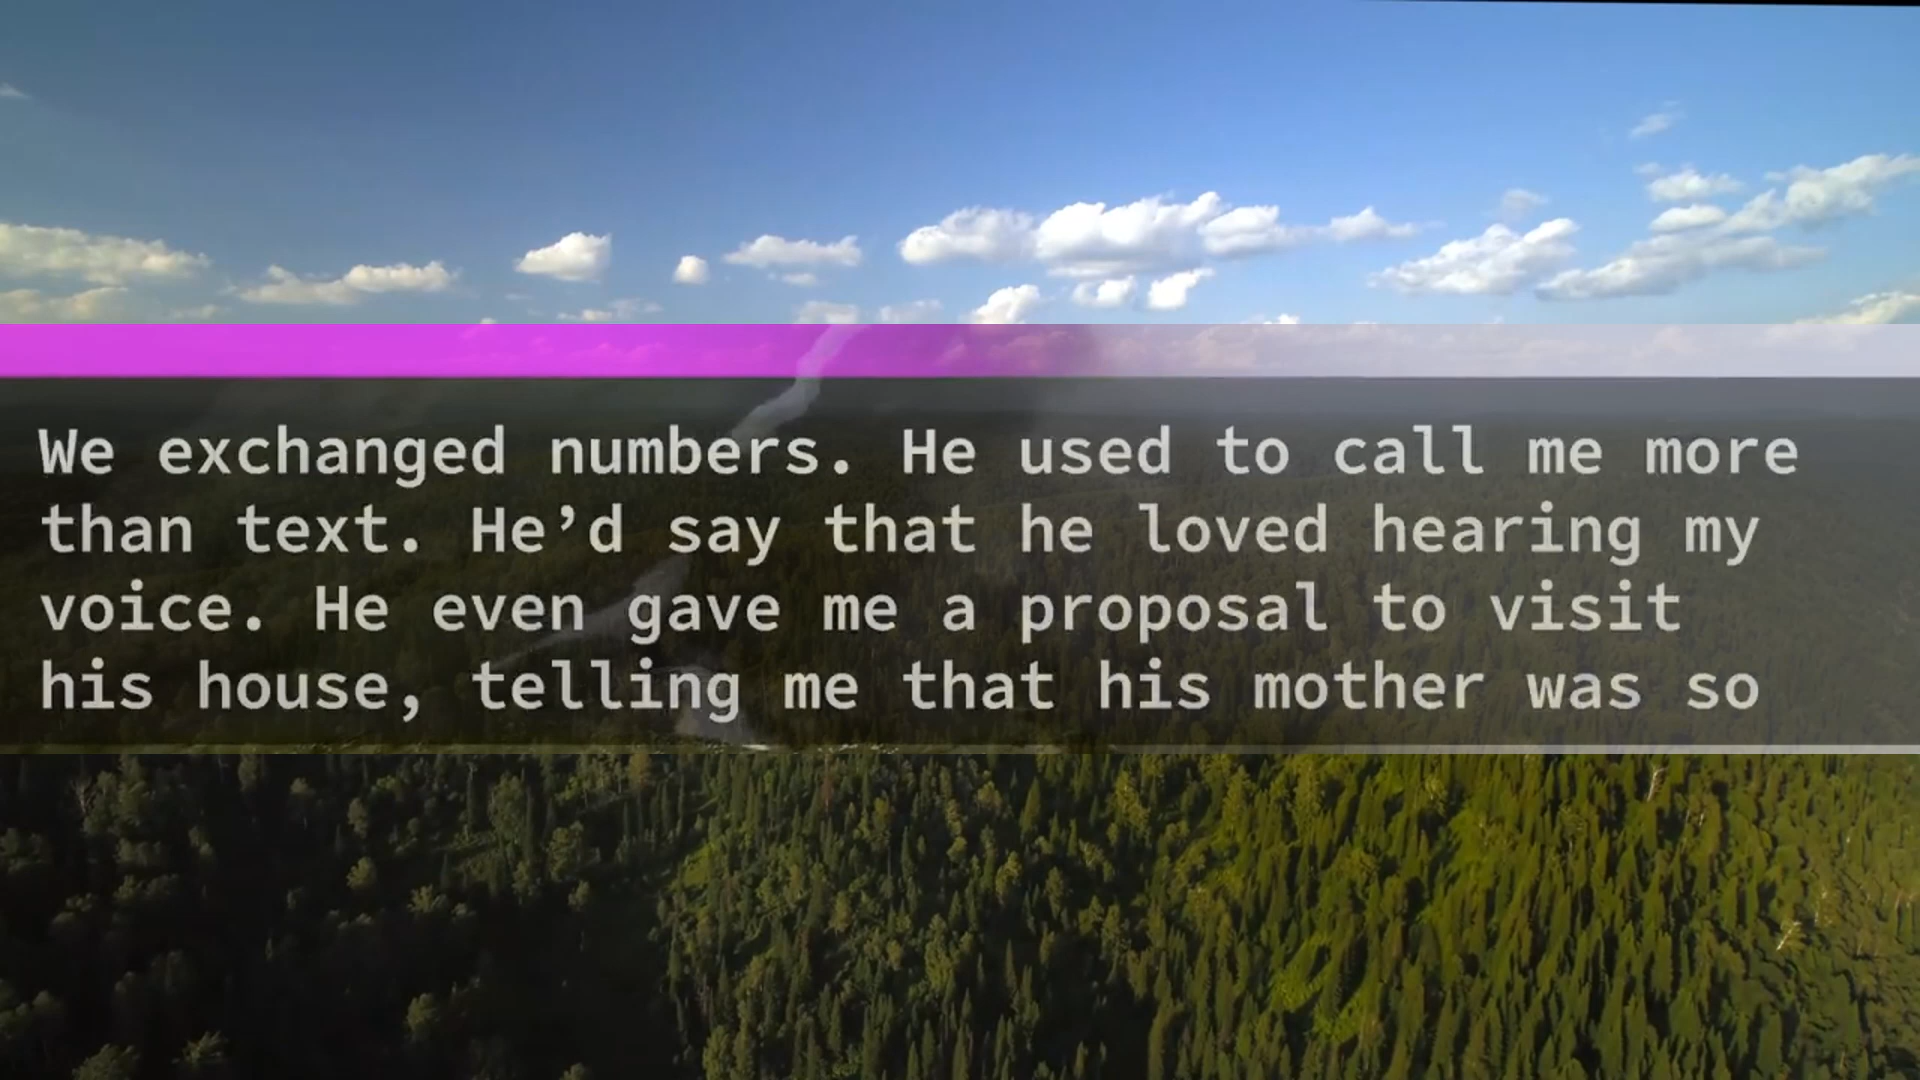 We exchanged numbers. He used to call me more
than text. He’d say that he loved hearing my
voice. He even gave me a proposal to visit
his house, telling me that his mother was so